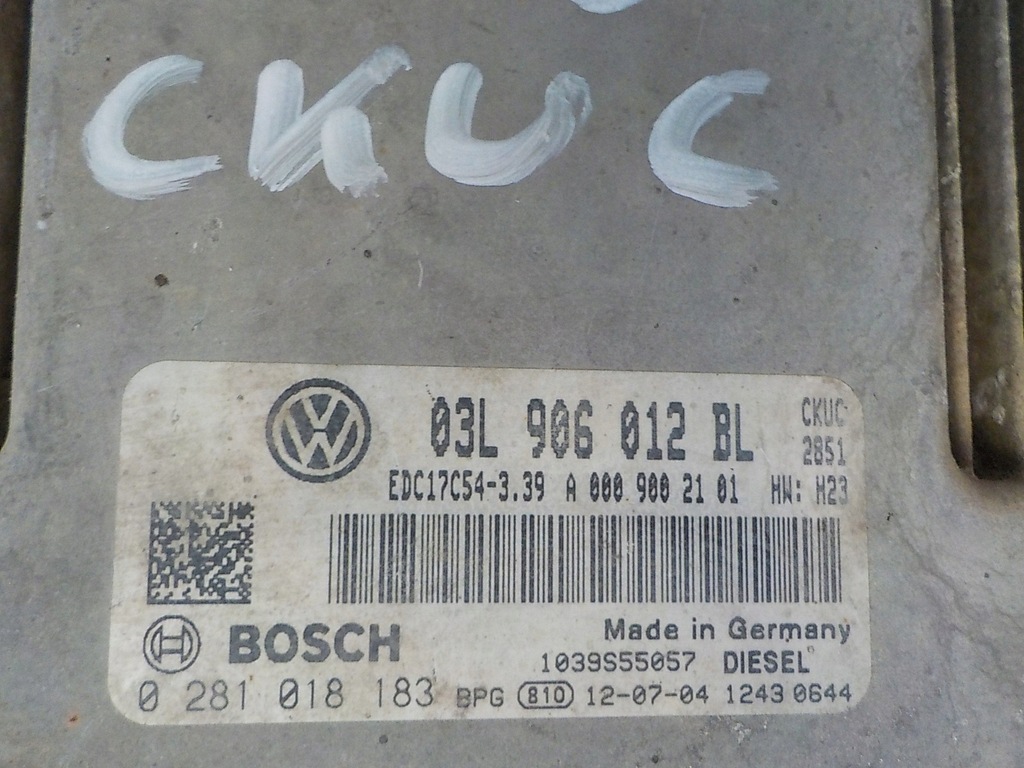 CKUC
VW 03L 906 012 BL CKUC
2851
EDC17C54-3.39 A 000 900 21 01 HW: H23
BOSCH Made in Germany
1039S55057 DIESEL
0 281 018 183 BPG 810 12-07-04 1243 0644